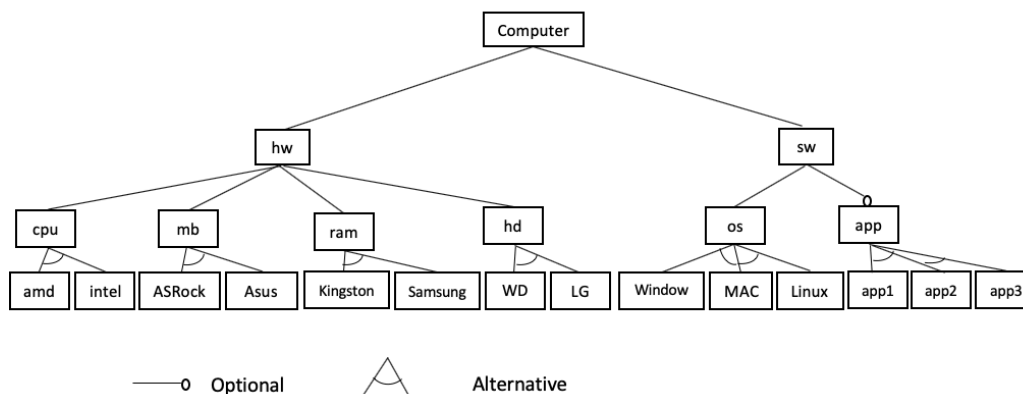 Computer
hw
sw
cpu
mb
ram
hd
os
app
amd
intel
ASRock
Asus
Kingston
Samsung
WD
LG
Window
MAC
Linux
app1
app2
app3
Optional
Alternative